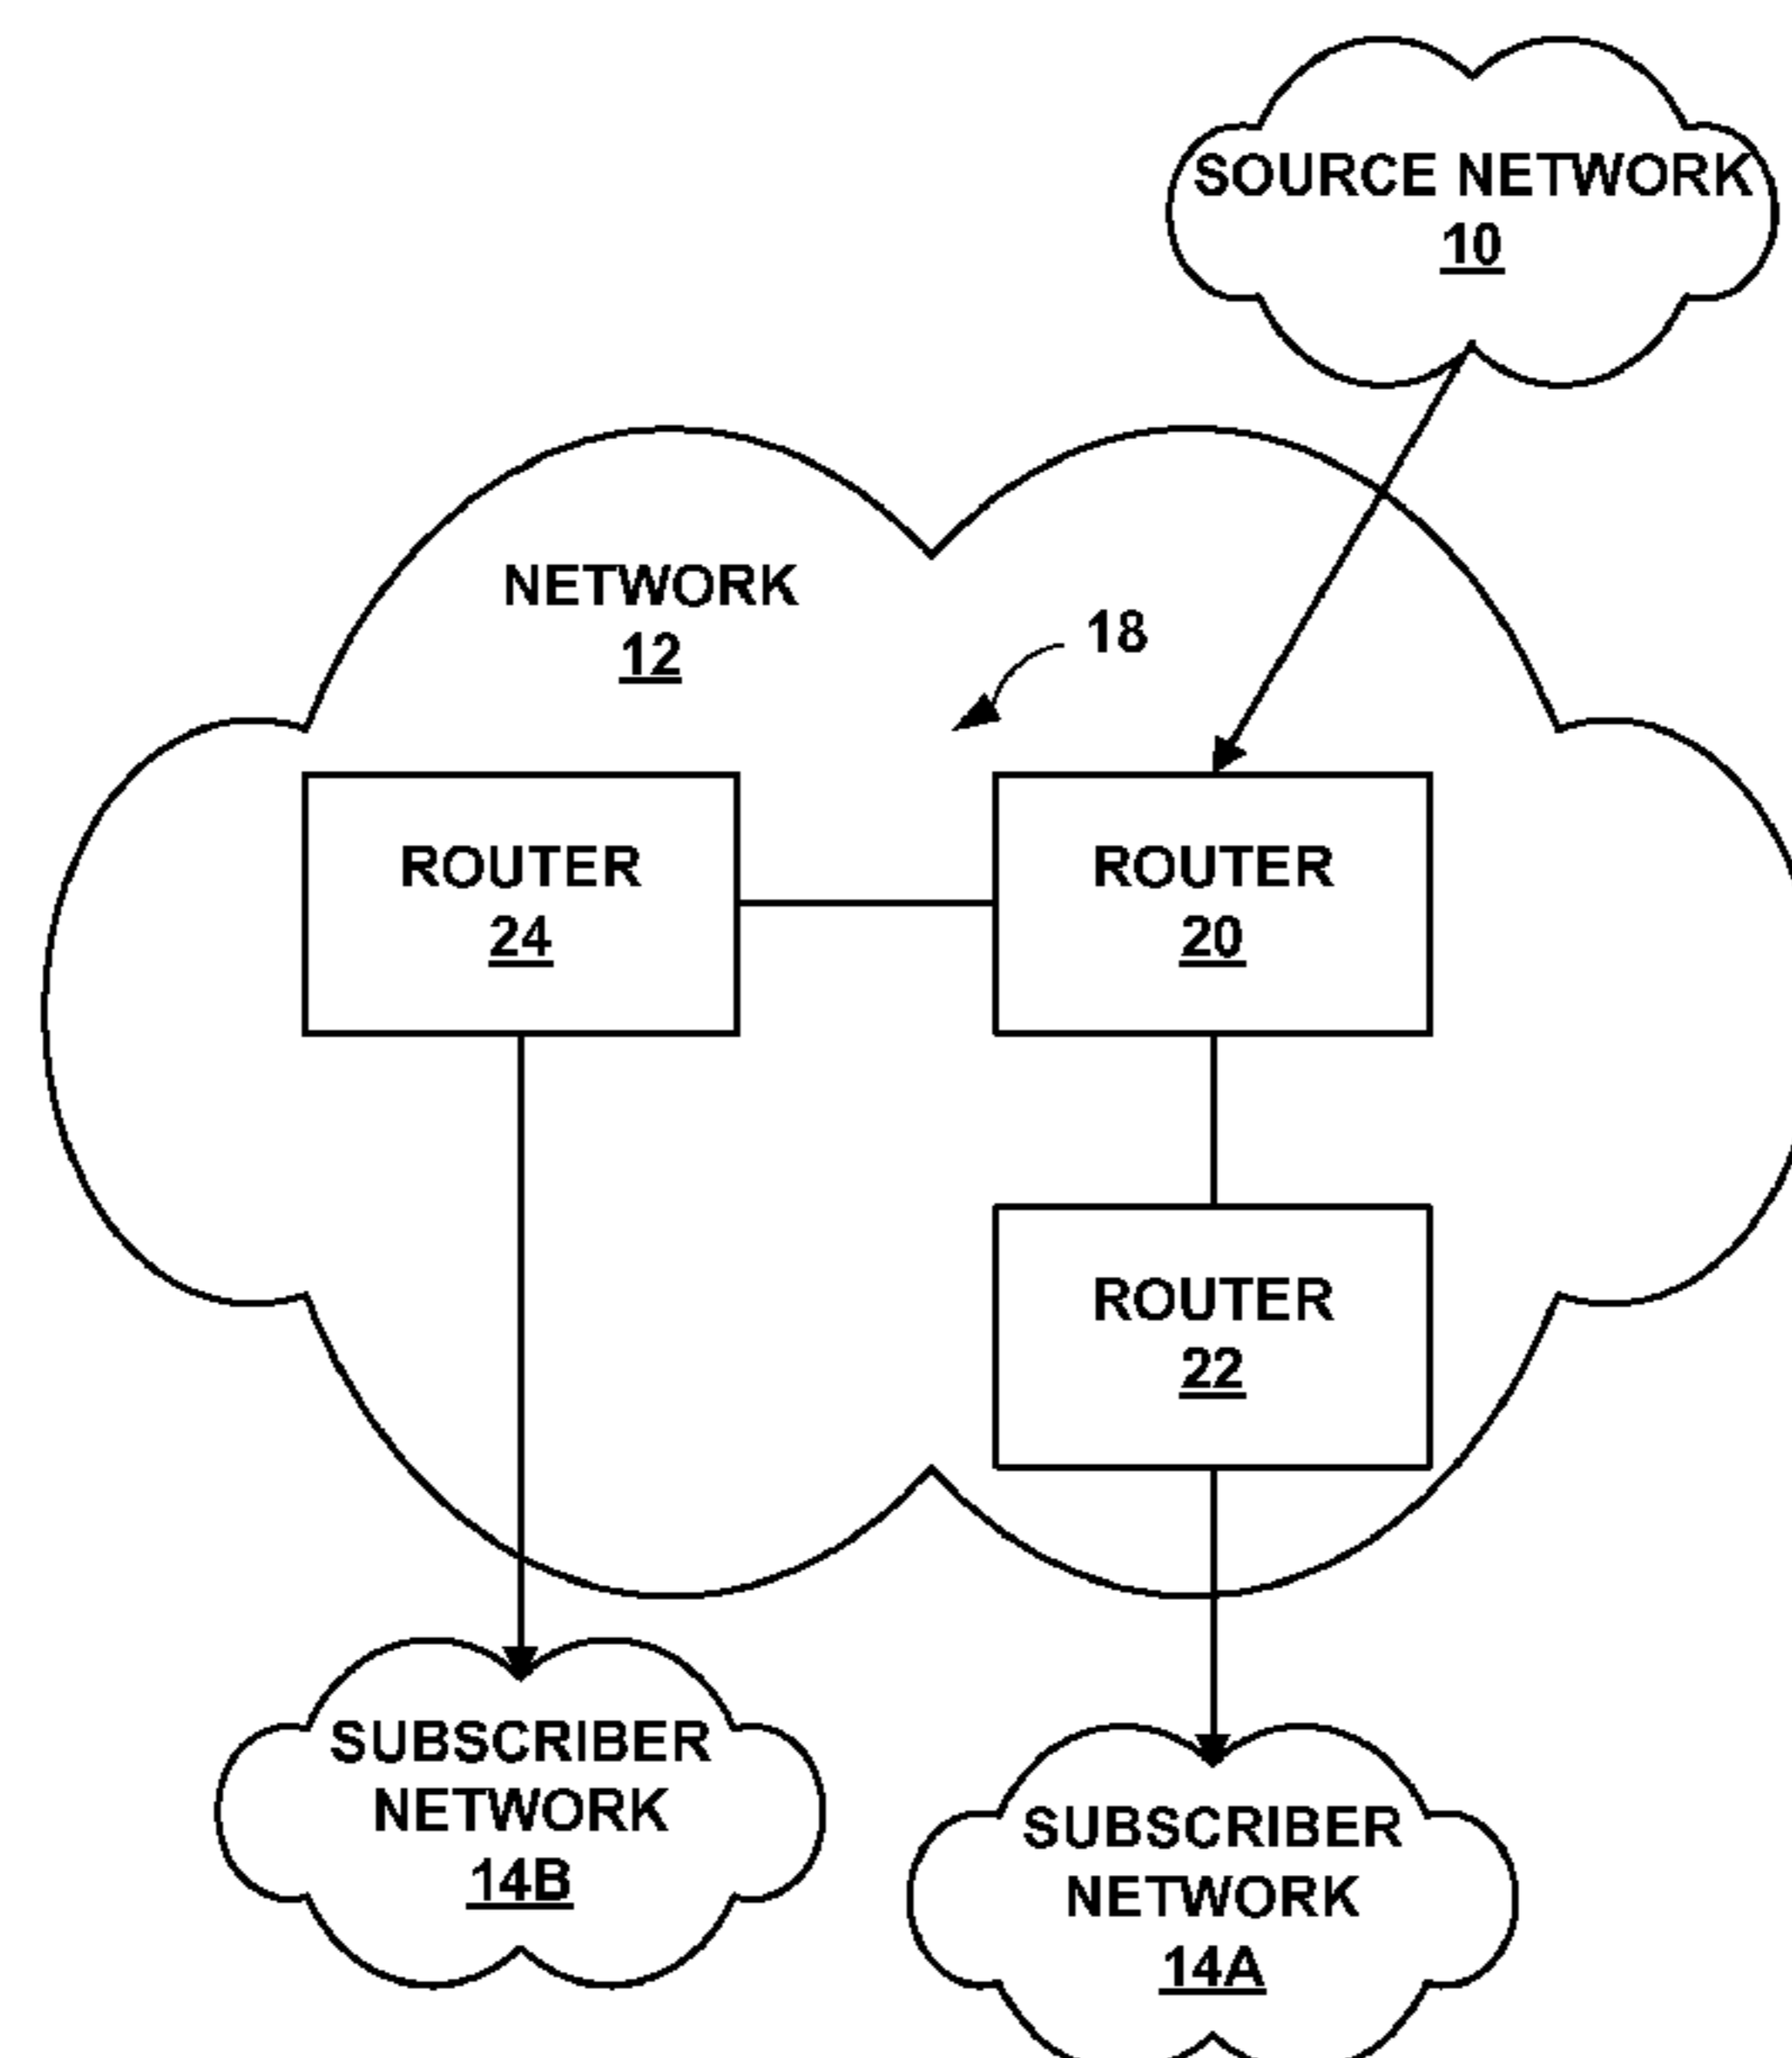 SOURCE NETWORK
10
NETWORK
12
18
ROUTER
24
ROUTER
20
ROUTER
22
SUBSCRIBER
NETWORK
14B
SUBSCRIBER
NETWORK
14A